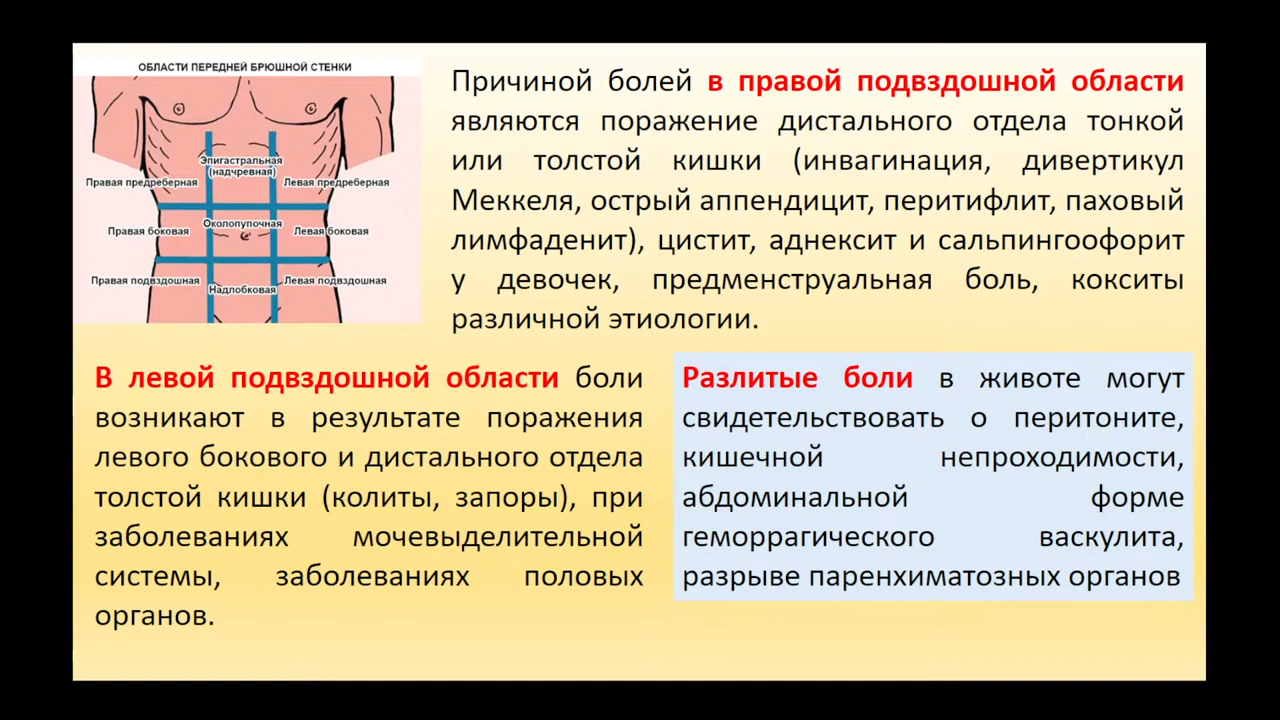 ОБЛАСТИ ПЕРЕДНЕЙ БРЮШНОЙ СТЕНКИ
Эпигастральная
(надчревная)
Правая предреберная
Левая предреберная
Околопупочная
Правая боковая
Левая боковая
Правая подвздошная
Левая подвздошная
Надлобковая
Причиной болей в правой подвздошной области
являются поражение дистального отдела тонкой
или толстой кишки (инвагинация, дивертикул
Меккеля, острый аппендицит, перитифлит, паховый
лимфаденит), цистит, аднексит и сальпингоофорит
у девочек, предменструальная боль, кокситы
различной этиологии.
В левой подвздошной области боли
возникают в результате поражения
левого бокового и дистального отдела
толстой кишки (колиты, запоры), при
заболеваниях мочевыделительной
системы, заболеваниях половых
органов.
Разлитые боли в животе могут
свидетельствовать о перитоните,
кишечной непроходимости,
абдоминальной форме
геморрагического васкулита,
разрыве паренхиматозных органов